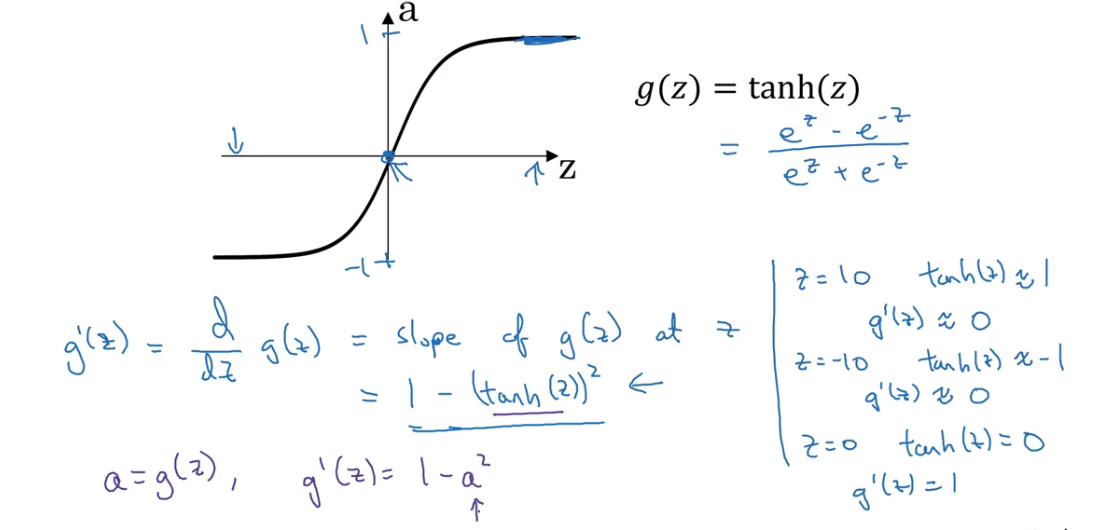 a
1
g(z) = tanh(z)
= (e^z - e^-z) / (e^z + e^-z)
z
-1
g'(z) = d/dz g(z) = slope of g(z) at z
= 1 - (tanh(z))² ←
a = g(z), g'(z) = 1 - a²
z = 10 tanh(z) ≈ 1
g'(z) ≈ 0
z = -10 tanh(z) ≈ -1
g'(z) ≈ 0
z = 0 tanh(z) = 0
g'(z) = 1